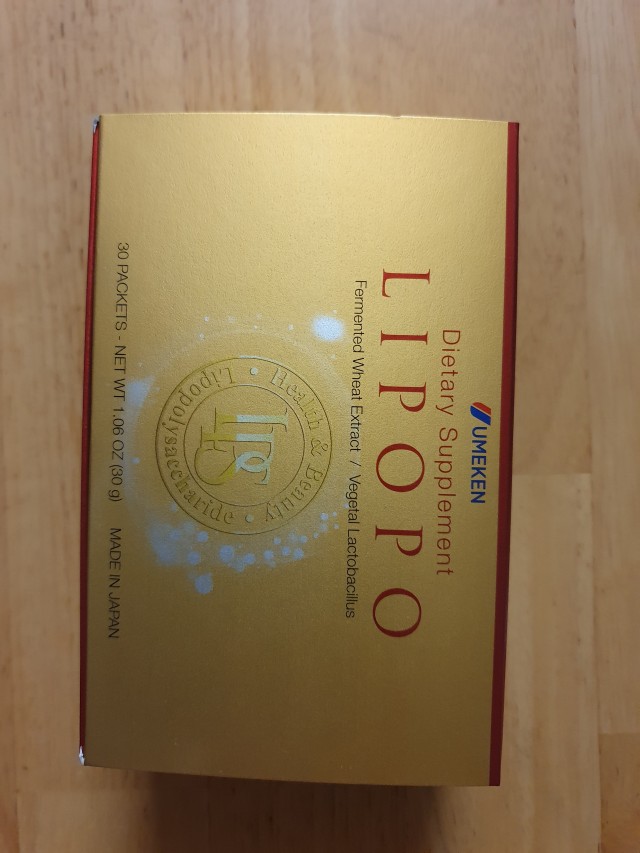 UMEKEN
Dietary Supplement
LIPOPO
Fermented Wheat Extract / Vegetal Lactobacillus
Health & Beauty
LPS
Lipopolysaccharide
30 PACKETS - NET WT 1.06 OZ (30 g) MADE IN JAPAN